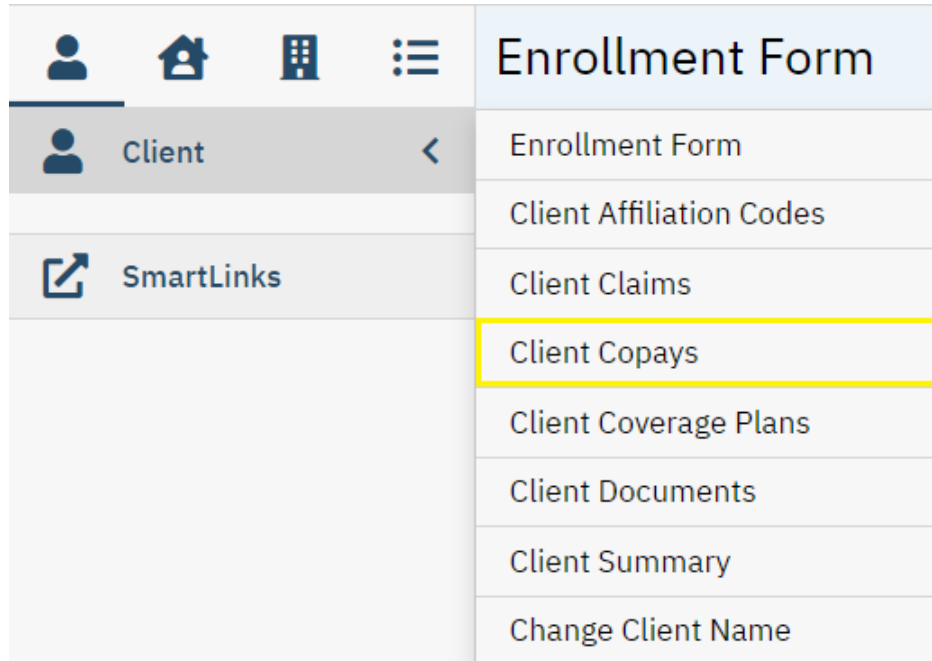 Enrollment Form
Client
SmartLinks
Enrollment Form
Client Affiliation Codes
Client Claims
Client Copays
Client Coverage Plans
Client Documents
Client Summary
Change Client Name